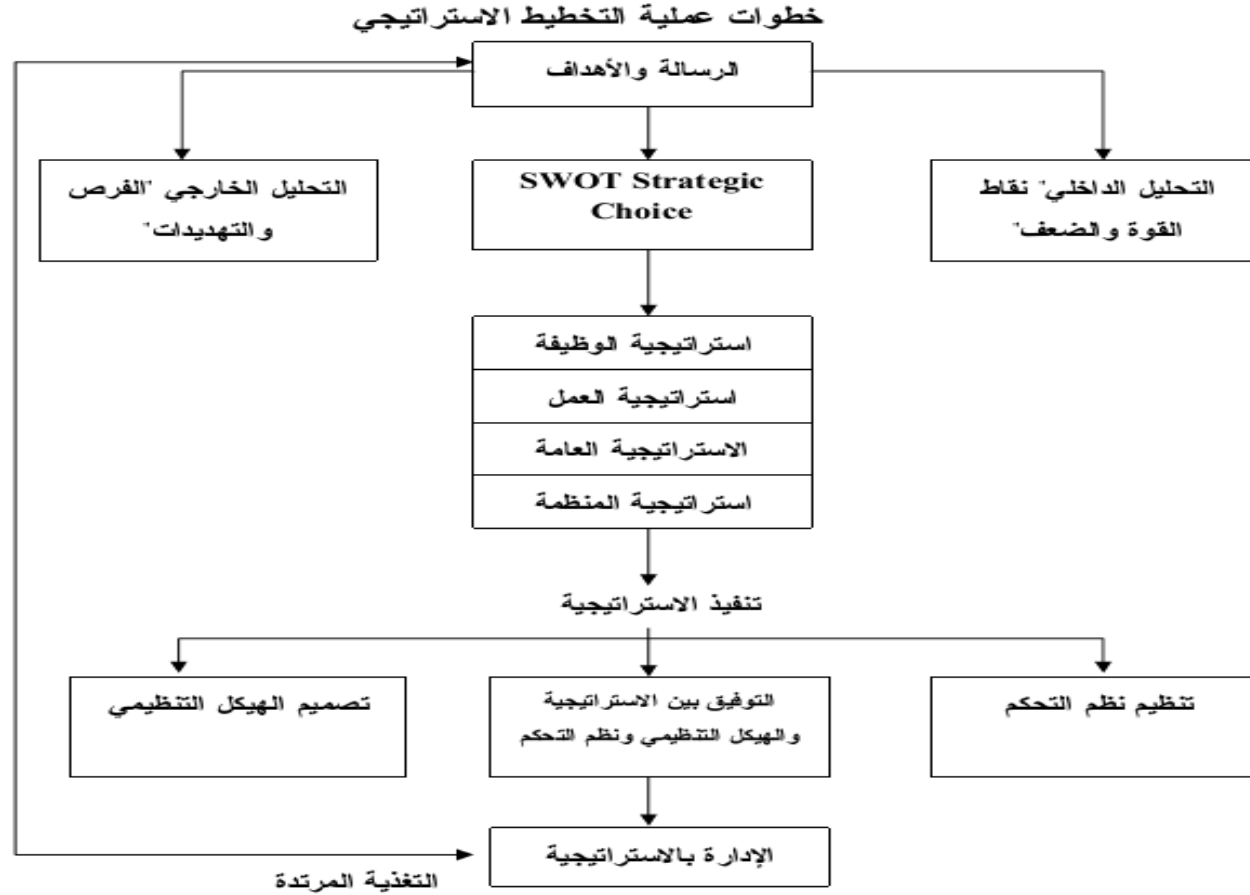 خطوات عملية التخطيط الاستراتيجي
الرسالة والأهداف
التحليل الداخلي" نقاط
القوة والضعف"
SWOT Strategic
Choice
التحليل الخارجي "الفرص
والتهديدات"
استراتيجية الوظيفة
استراتيجية العمل
الاستراتيجية العامة
استراتيجية المنظمة
تنفيذ الاستراتيجية
تنظيم نظم التحكم
التوفيق بين الاستراتيجية
والهيكل التنظيمي ونظم التحكم
تصميم الهيكل التنظيمي
الإدارة بالاستراتيجية
التغذية المرتدة